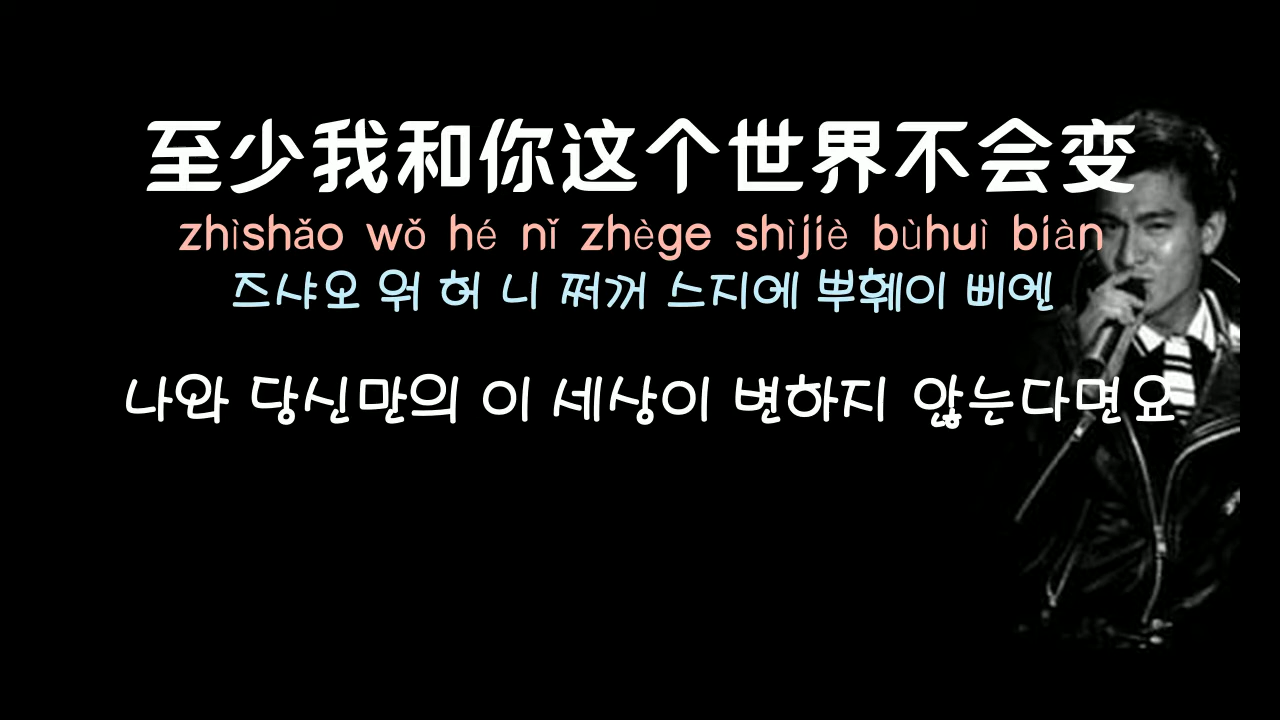 至少我和你这个世界不会变
zhìshǎo wǒ hé nǐ zhège shìjiè bùhuì biàn
즈샤오 워 허 니 쩌꺼 스지에 뿌훼이 삐엔
나와 당신만의 이 세상이 변하지 않는다면요